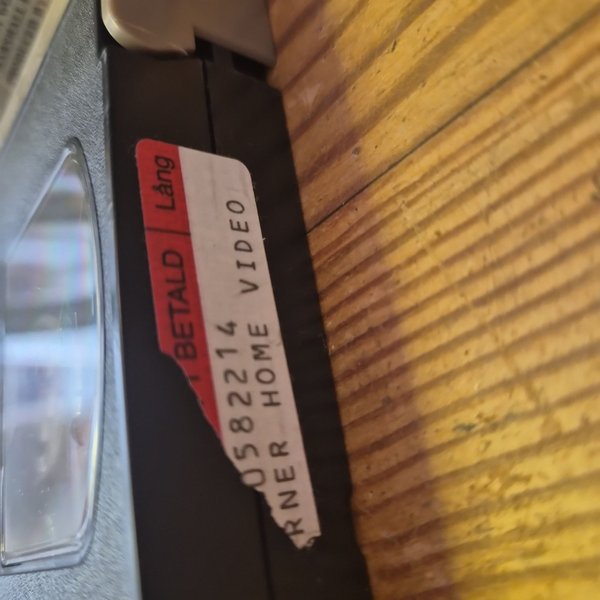 BETALD | Lång
0582214
RNER HOME VIDEO